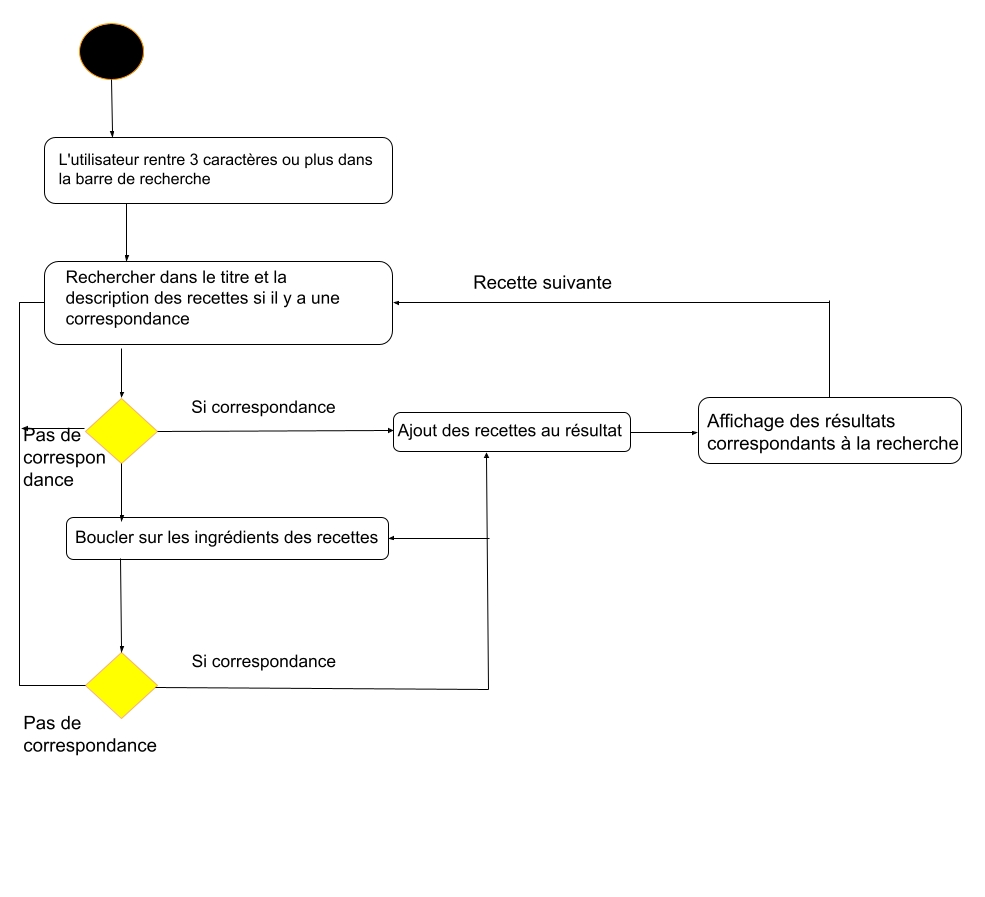 L'utilisateur rentre 3 caractères ou plus dans
la barre de recherche
Rechercher dans le titre et la
description des recettes si il y a une
correspondance
Recette suivante
Si correspondance
Pas de
correspon
dance
Ajout des recettes au résultat
Affichage des résultats
correspondants à la recherche
Boucler sur les ingrédients des recettes
Si correspondance
Pas de
correspondance